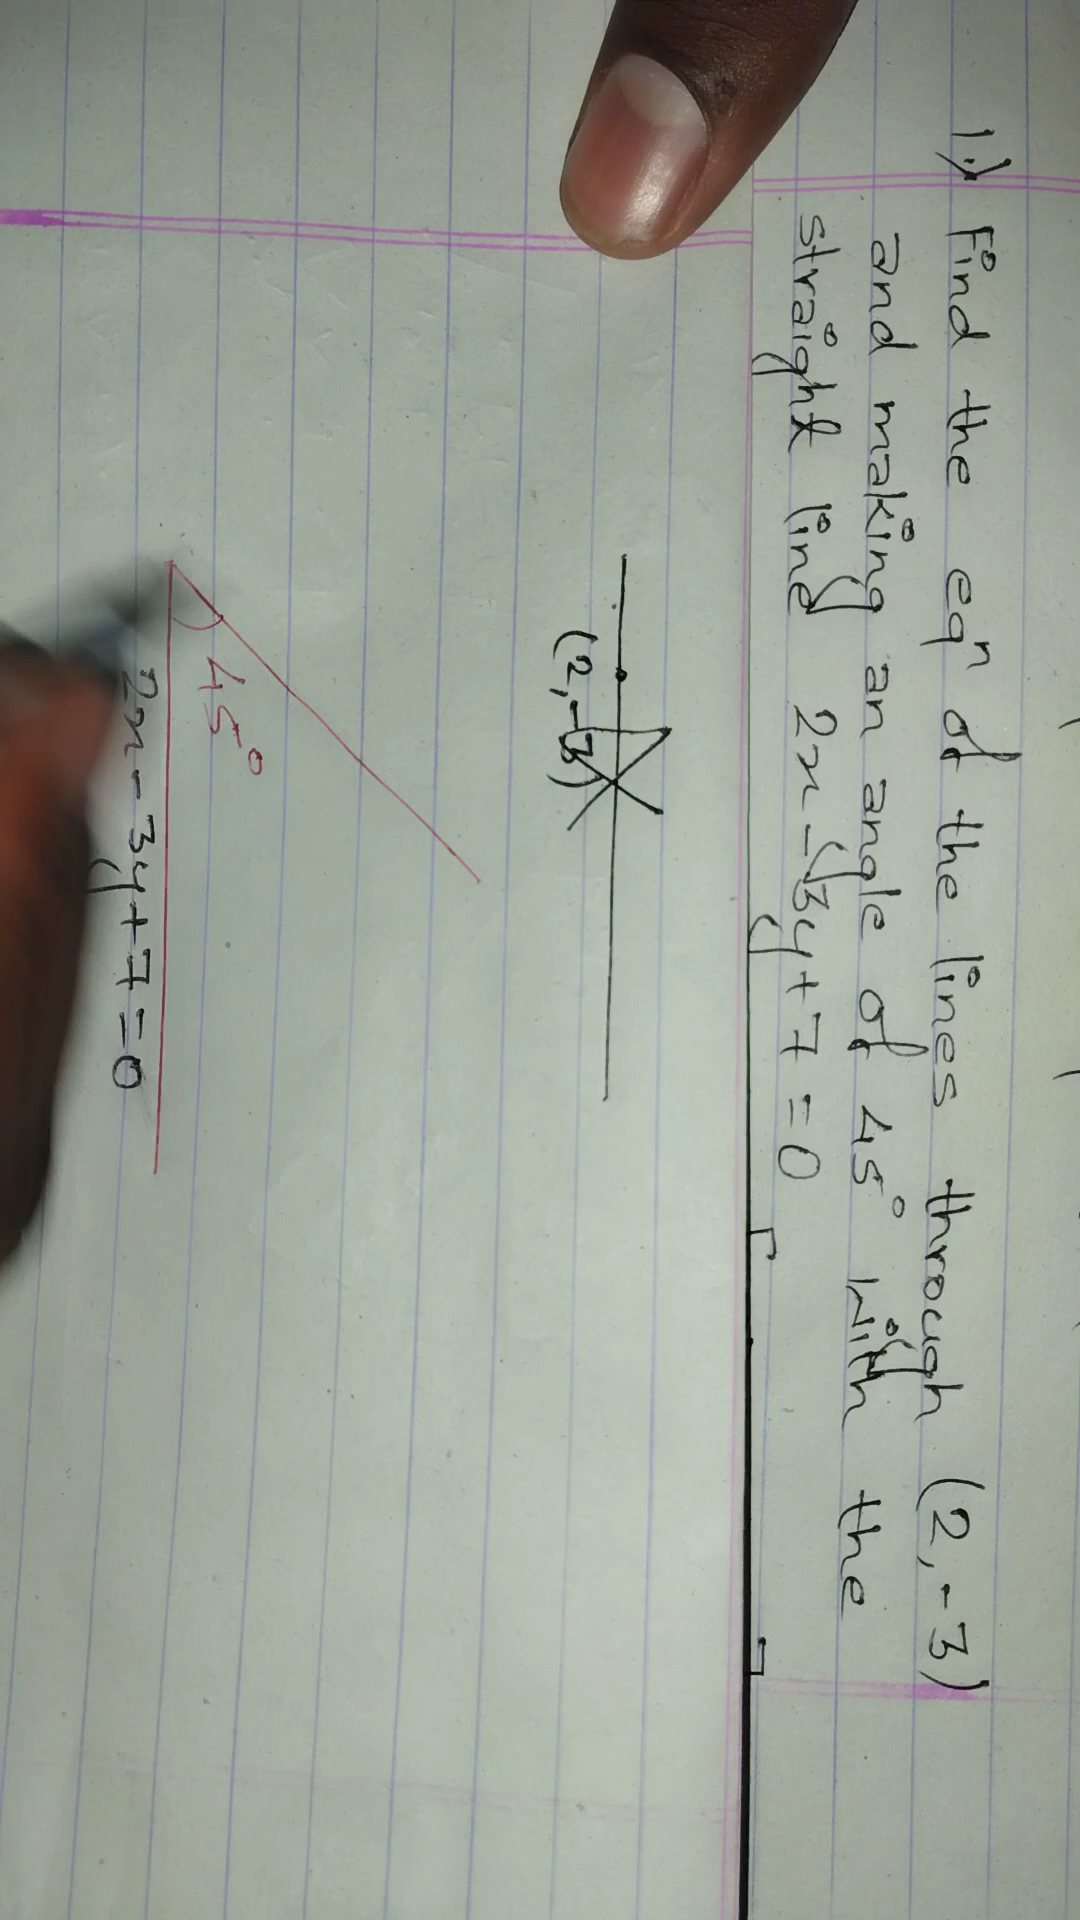 1.) Find the eqⁿ of the lines through (2,-3)
and making an angle of 45° with the
straight line 2x-3y+7=0
(2,-3)
45°
2x-3y+7=0